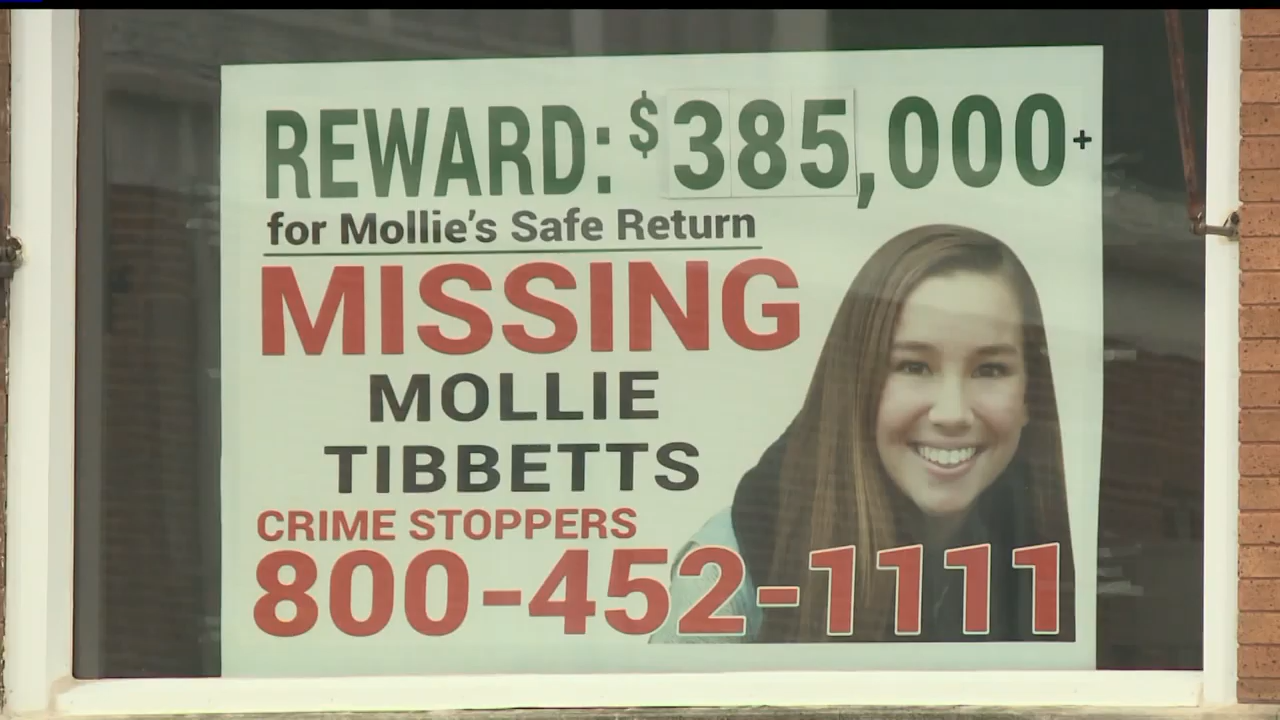 REWARD: $385,000+
for Mollie's Safe Return
MISSING
MOLLIE
TIBBETTS
CRIME STOPPERS
800-452-1111